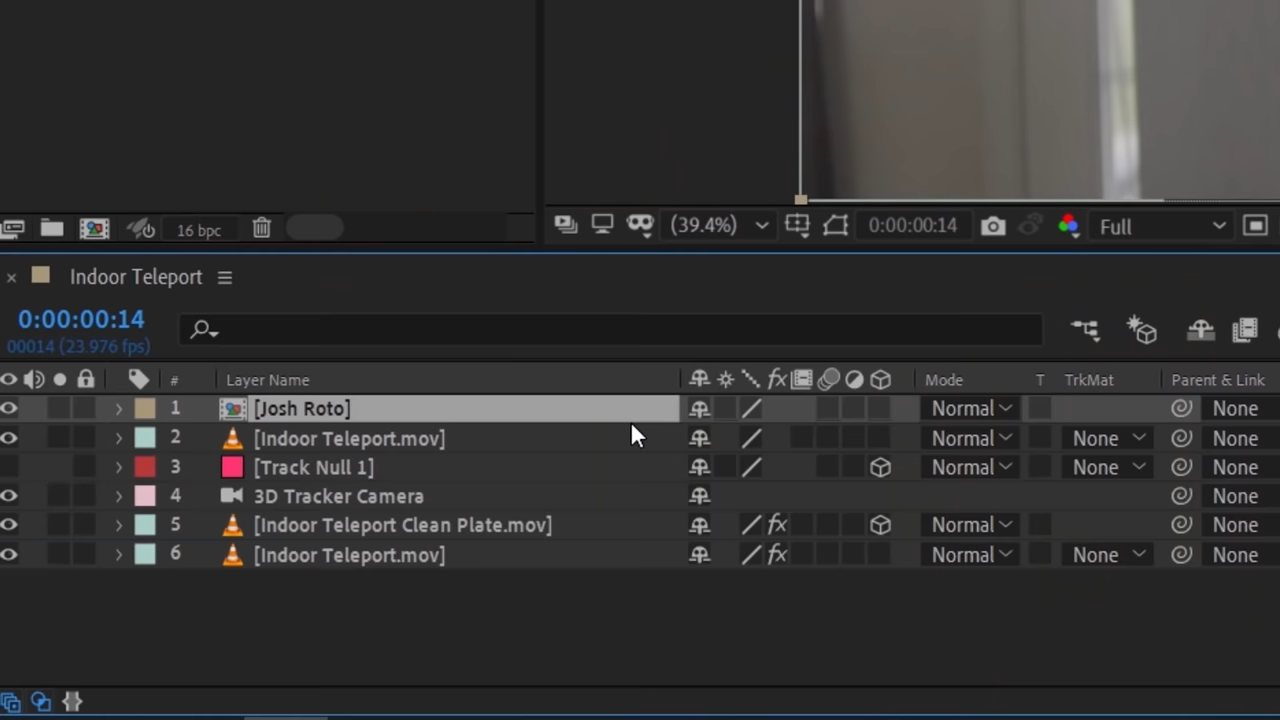 16 bpc
(39.4%)
0:00:00:14
Full
Indoor Teleport
0:00:00:14
00014 (23.976 fps)
# Layer Name fx Mode T TrkMat Parent & Link
1 [Josh Roto] Normal None
2 [Indoor Teleport.mov] Normal None None
3 [Track Null 1] Normal None None
4 3D Tracker Camera None
5 [Indoor Teleport Clean Plate.mov] fx Normal None
6 [Indoor Teleport.mov] fx Normal None None